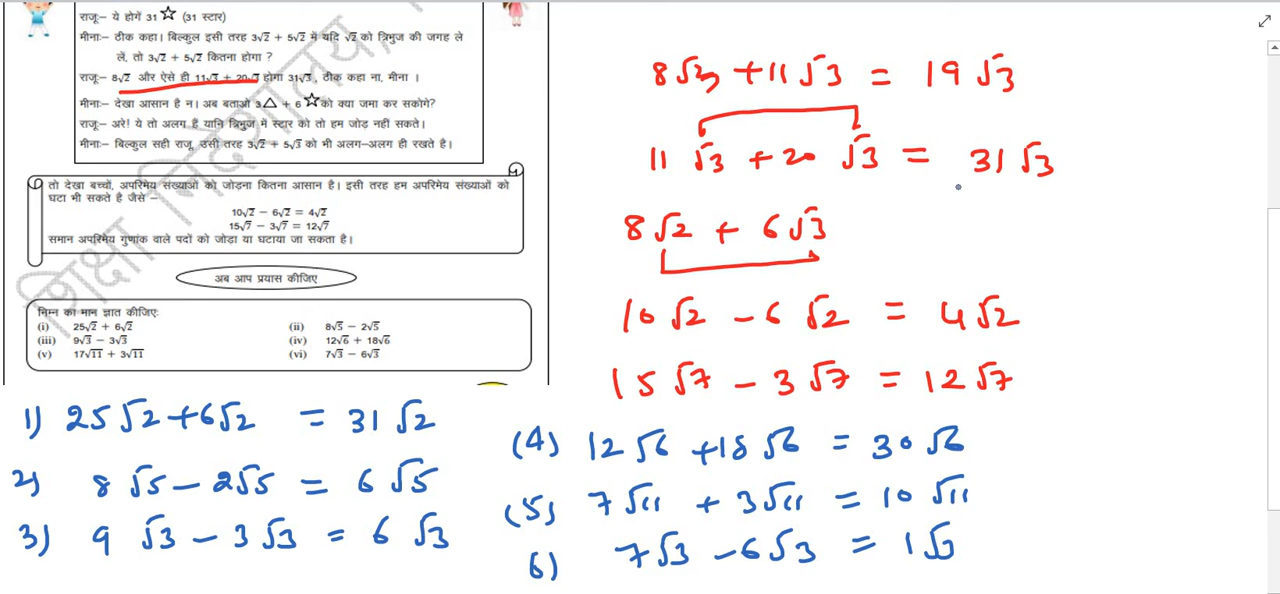 राजू:– ये होगें 31 ☆ (31 स्टार)
मीना:– ठीक कहा। बिल्कुल इसी तरह 3√2 + 5√2 में यदि √2 को त्रिभुज की जगह ले
लें, तो 3√2 + 5√2 कितना होगा ?
राजू:– 8√2 और ऐसे ही 11√3 + 20√3 होगा 31√3, ठीक कहा ना, मीना ।
मीना:– देखा आसान है न। अब बताओ 3△ + 6☆ को क्या जमा कर सकोगे?
राजू:– अरे! ये तो अलग हैं यानि त्रिभुज में स्टार को तो हम जोड़ नहीं सकते।
मीना:– बिल्कुल सही राजू, उसी तरह 3√2 + 5√3 को भी अलग-अलग ही रखते है।
तो देखा बच्चों, अपरिमेय संख्याओं को जोड़ना कितना आसान है। इसी तरह हम अपरिमेय संख्याओं को
घटा भी सकते है जैसे –
10√2 – 6√2 = 4√2
15√7 – 3√7 = 12√7
समान अपरिमेय गुणांक वाले पदों को जोडा या घटाया जा सकता है।
अब आप प्रयास कीजिए
निम्न का मान ज्ञात कीजिए:
(i) 25√2 + 6√2 (ii) 8√5 – 2√5
(iii) 9√3 – 3√3 (iv) 12√6 + 18√6
(v) 17√11 + 3√11 (vi) 7√3 – 6√3
शिक्षा निदेशालय,
8√3 + 11√3 = 19√3
11√3 + 20√3 = 31√3
8√2 + 6√3
10√2 – 6√2 = 4√2
15√7 – 3√7 = 12√7
1) 25√2 + 6√2 = 31√2
2) 8√5 – 2√5 = 6√5
3) 9√3 – 3√3 = 6√3
(4) 12√6 + 18√6 = 30√6
(5) 7√11 + 3√11 = 10√11
6) 7√3 – 6√3 = 1√3